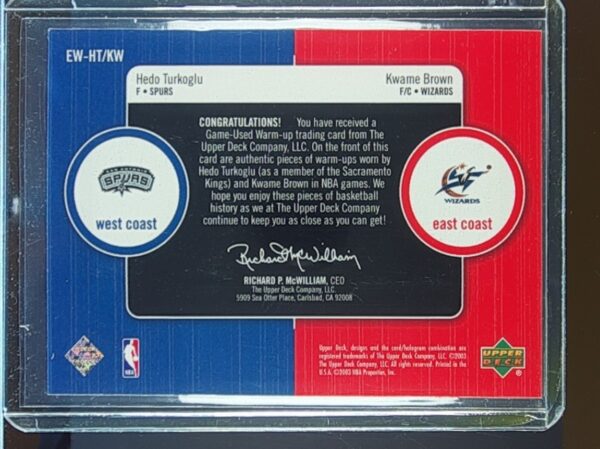 EW-HT/KW
Hedo Turkoglu
F • SPURS
Kwame Brown
F/C • WIZARDS
CONGRATULATIONS! You have received a
Game-Used Warm-up trading card from The
Upper Deck Company, LLC. On the front of this
card are authentic pieces of warm-ups worn by
Hedo Turkoglu (as a member of the Sacramento
Kings) and Kwame Brown in NBA games. We
hope you enjoy these pieces of basketball
history as we at The Upper Deck Company
continue to keep you as close as you can get!
SAN ANTONIO
SPURS
west coast
WIZARDS
east coast
Richard McWilliam
RICHARD P. McWILLIAM, CEO
The Upper Deck Company, LLC.
5909 Sea Otter Place, Carlsbad, CA 92008
NBA
Upper Deck, designs and the card/hologram combination are
registered trademarks of The Upper Deck Company, LLC. ©2003
The Upper Deck Company, LLC. All rights reserved. Printed in the
U.S.A. ©2003 NBA Properties, Inc.
UPPER
DECK
®